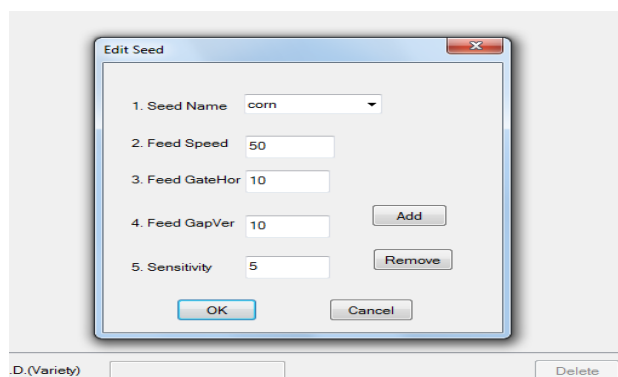 Edit Seed
1. Seed Name corn
2. Feed Speed 50
3. Feed GateHor 10
4. Feed GapVer 10 Add
5. Sensitivity 5 Remove
OK Cancel
.D.(Variety) Delete